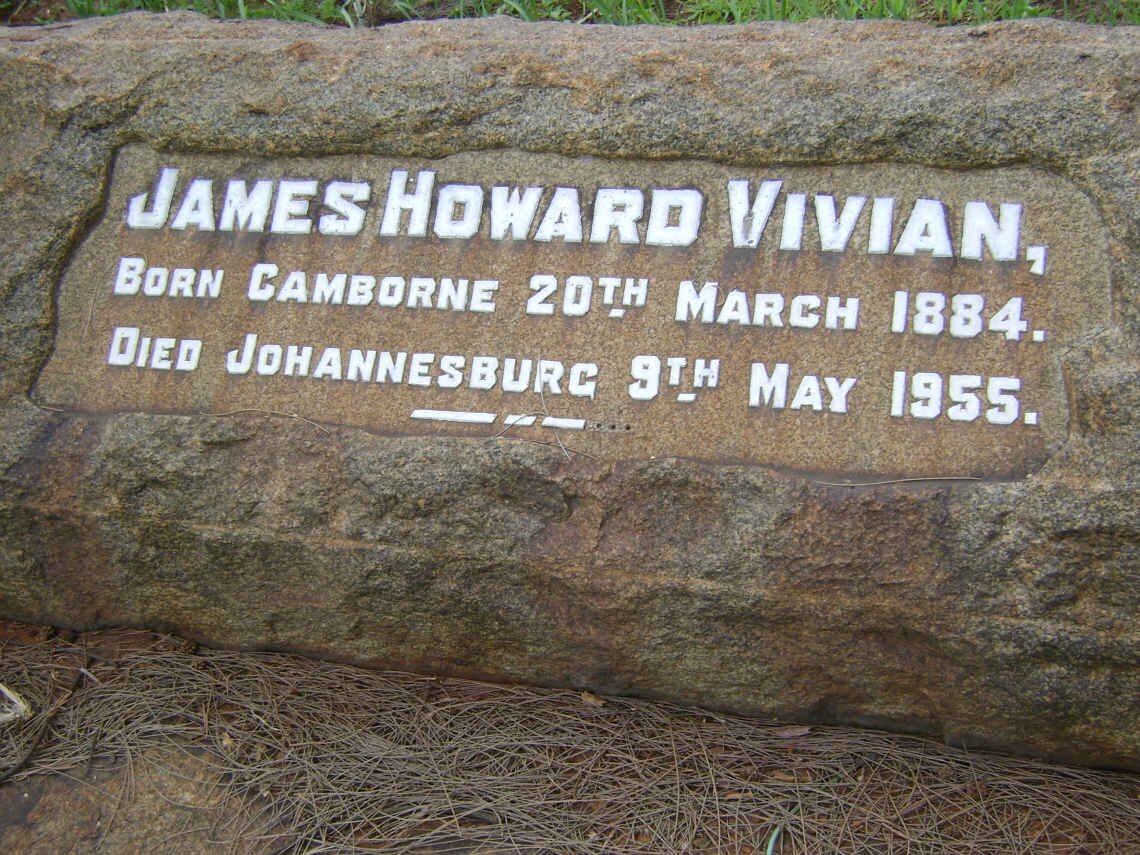 JAMES HOWARD VIVIAN,
BORN CAMBORNE 20TH MARCH 1884.
DIED JOHANNESBURG 9TH MAY 1955.